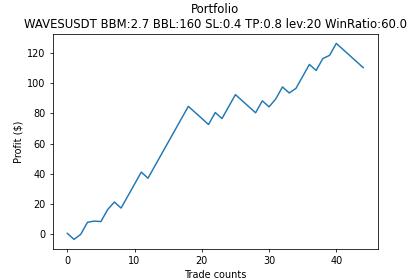 Portfolio
WAVESUSDT BBM:2.7 BBL:160 SL:0.4 TP:0.8 lev:20 WinRatio:60.0
120
100
80
60
40
20
0
Profit ($)
0 10 20 30 40
Trade counts